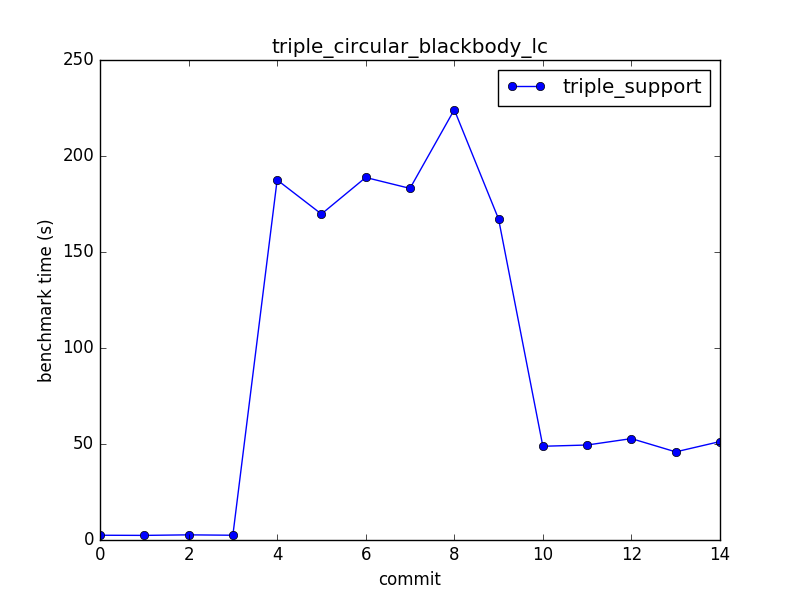 triple_circular_blackbody_lc
triple_support
benchmark time (s)
250
200
150
100
50
0
0 2 4 6 8 10 12 14
commit